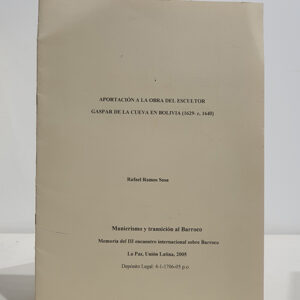 APORTACIÓN A LA OBRA DEL ESCULTOR
GASPAR DE LA CUEVA EN BOLIVIA (1629- c. 1640)
Rafael Ramos Sosa
Manierismo y transición al Barroco
Memoria del III encuentro internacional sobre Barroco
La Paz, Unión Latina, 2005
Depósito Legal: 4-1-1706-05 p.o